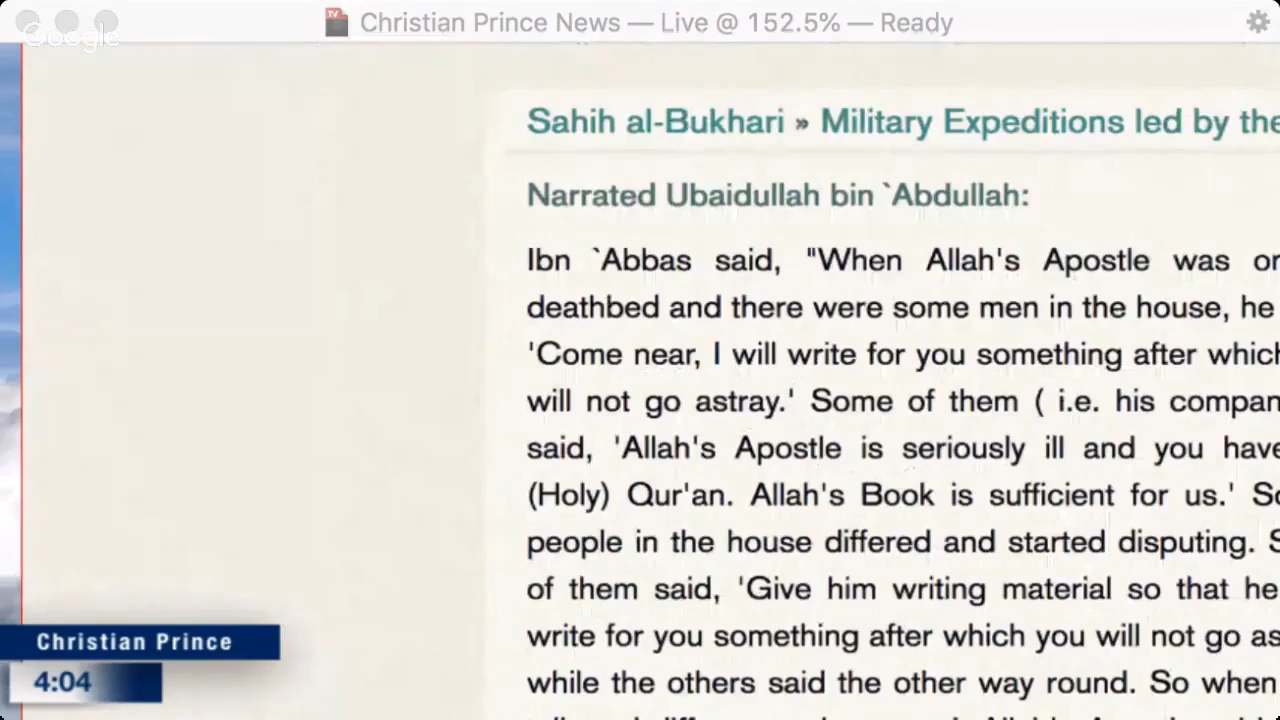 Christian Prince News — Live @ 152.5% — Ready
Google
Sahih al-Bukhari » Military Expeditions led by the
Narrated Ubaidullah bin `Abdullah:
Ibn `Abbas said, "When Allah's Apostle was
deathbed and there were some men in the house, he
'Come near, I will write for you something after which
will not go astray.' Some of them ( i.e. his
said, 'Allah's Apostle is seriously ill and you have
(Holy) Qur'an. Allah's Book is sufficient for us.'
people in the house differed and started disputing.
of them said, 'Give him writing material so that he
write for you something after which you will not go
while the others said the other way round. So when
Christian Prince
4:04